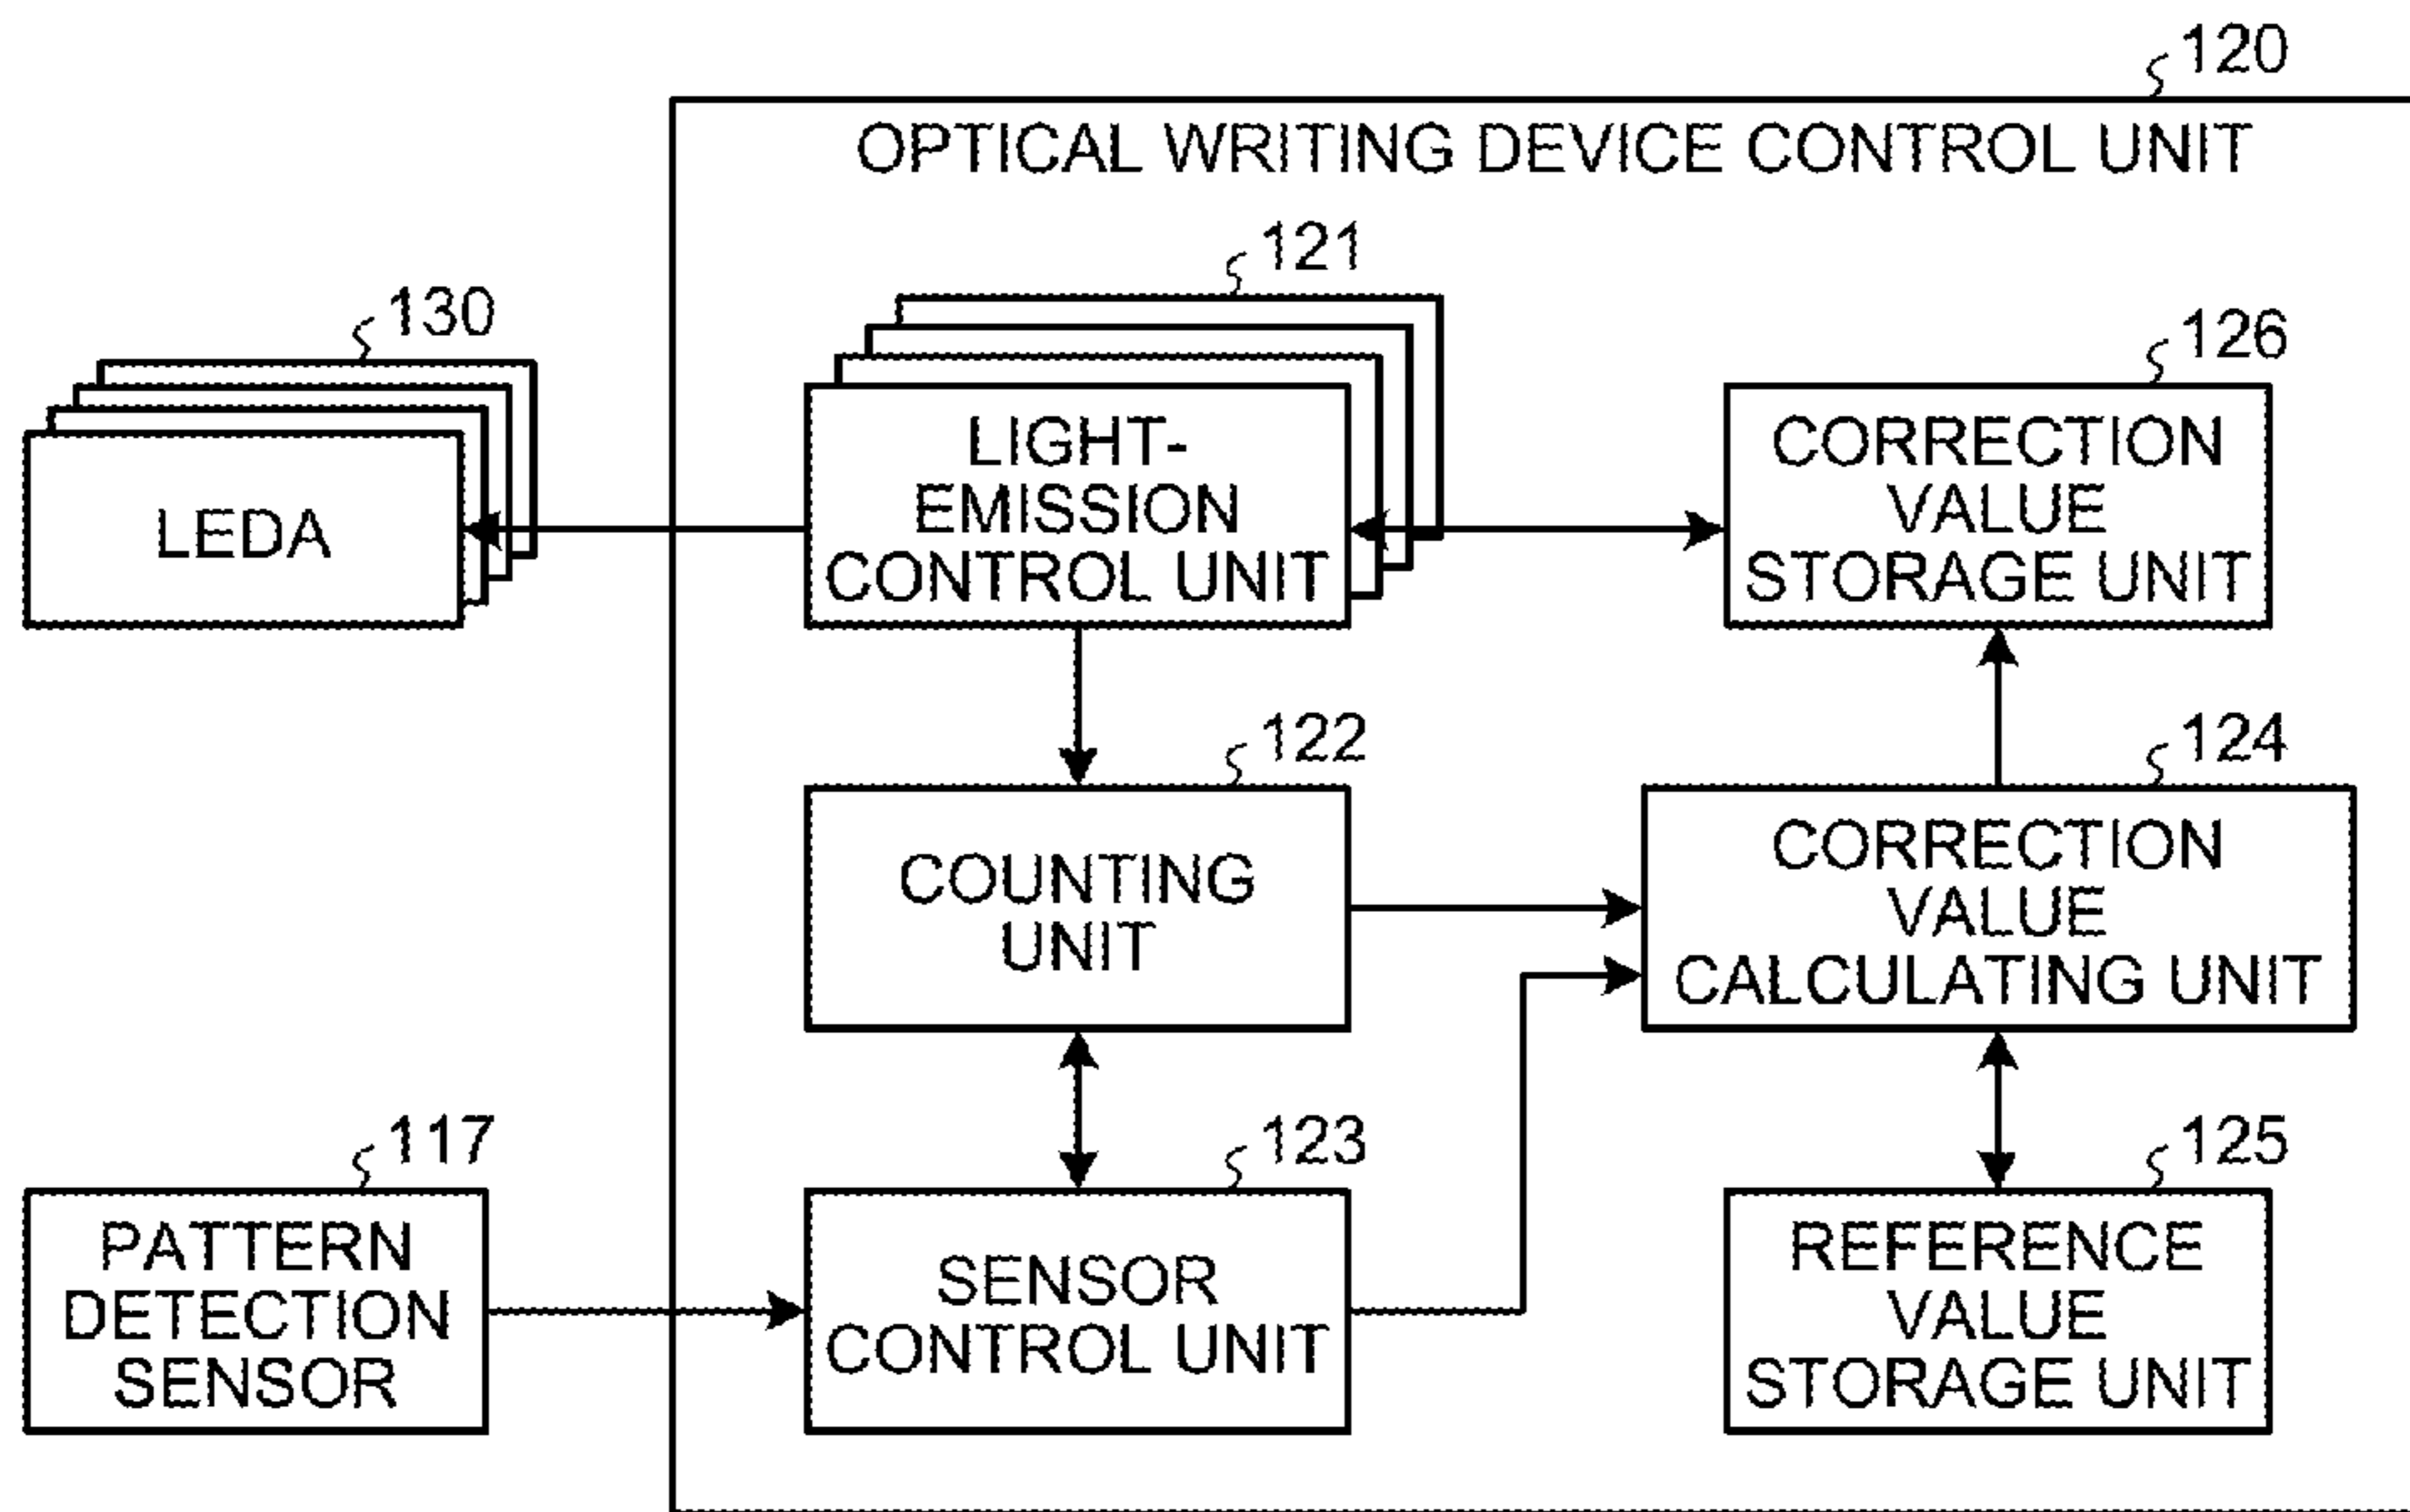 120
OPTICAL WRITING DEVICE CONTROL UNIT
121
130
126
LIGHT-
EMISSION
CONTROL UNIT
CORRECTION
VALUE
STORAGE UNIT
LEDA
122
124
COUNTING
UNIT
CORRECTION
VALUE
CALCULATING UNIT
117
123
125
PATTERN
DETECTION
SENSOR
SENSOR
CONTROL UNIT
REFERENCE
VALUE
STORAGE UNIT